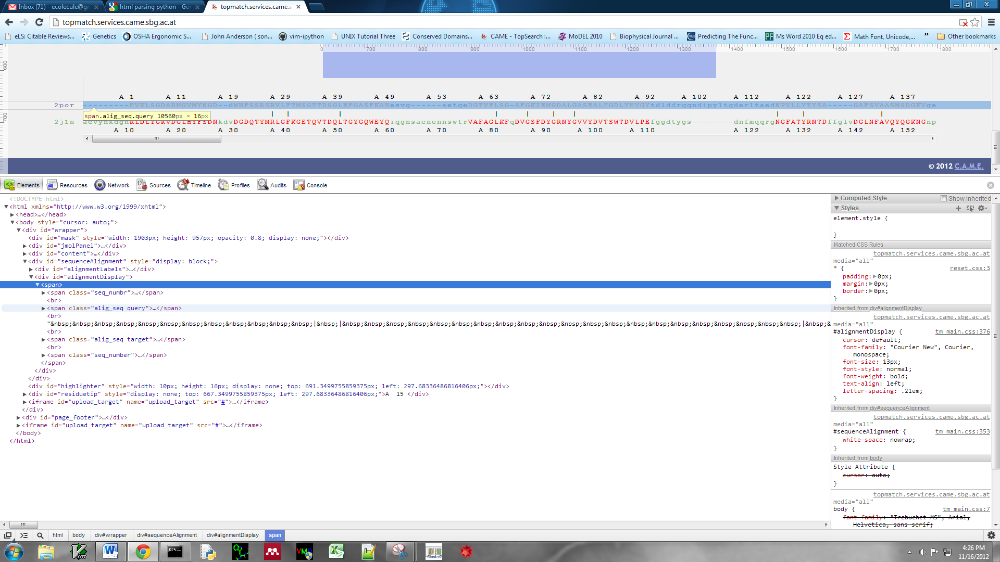 Inbox (71) - ecolecule@gm
html parsing python - Goo
topmatch.services.came.s
topmatch.services.came.sbg.ac.at
eLS: Citable Reviews...
Genetics
OSHA Ergonomic S...
John Anderson ( son...
vim-ipython
UNIX Tutorial Three
Conserved Domains...
CAME - TopSearch :...
MoDEL 2010
Biophysical Journal ...
Predicting The Func...
Ms Word 2010 Eq ed...
Math Font, Unicode,...
»
Other bookmarks
0 700 800 900 1000 1100 1200 1300 1400 1500 1600 1700 1800
600
700
A 1 A 11 A 19 A 29 A 39 A 49 A 53 A 63 A 72 A 82 A 92 A 102 A 112 A 122 A 127 A 137
2por ---------EVKLSGDARMGVMYNGD--dWNFSSRSRVLFTMSGTTDSGLEFGASFKAHesvg------aetgeDGTVFLSG-AFGKIEMGDALGASEALFGDLYEVGYtdlddrggndipyltgderltaedNPVLLYTYSA-----GAFSVAASMSDGKVge
span.alig_seq.query 10560px × 16px
2j1n aevynkdgnKLDLYGKVDGLHYFSDNkdvDGDQTYMRLGFKGETQVTDQLTGYGQWEYQiqgnsaenennswtrVAFAGLKFqDVGSFDYGRNYGVVYDVTSWTDVLPEfggdtygs--------dnfmqqrgNGFATYRNTDffglvDGLNFAVQYQGKNGnp
A 10 A 20 A 30 A 40 A 50 A 60 A 70 A 80 A 90 A 100 A 110 A 122 A 132 A 142 A 152
© 2012 C.A.M.E.
Elements Resources Network Sources Timeline Profiles Audits Console
<!DOCTYPE html>
<html xmlns="http://www.w3.org/1999/xhtml">
<head>…</head>
<body style="cursor: auto;">
<div id="wrapper">
<div id="mask" style="width: 1903px; height: 957px; opacity: 0.8; display: none;"></div>
<div id="jmolPanel">…</div>
<div id="content">…</div>
<div id="sequenceAlignment" style="display: block;">
<div id="alignmentLabels">…</div>
<div id="alignmentDisplay">
<span>
<span class="seq_numbr">…</span>
<br>
<span class="alig_seq query">…</span>
<br>
"&nbsp;&nbsp;&nbsp;&nbsp;&nbsp;&nbsp;&nbsp;&nbsp;&nbsp;&nbsp;&nbsp;&nbsp;|&nbsp;|&nbsp;&nbsp;&nbsp;&nbsp;&nbsp;&nbsp;&nbsp;&nbsp;&nbsp;&nbsp;&nbsp;&nbsp;&nbsp;&nbsp;&nbsp;&nbsp;&nbsp;&nbsp;&nbsp;&nbsp;&nbsp;|&nbsp;&
<br>
<span class="alig_seq target">…</span>
<br>
<span class="seq_number">…</span>
</span>
</div>
</div>
<div id="highlighter" style="width: 10px; height: 16px; display: none; top: 691.3499755859375px; left: 297.68336486816406px;"></div>
<div id="residuetip" style="display: none; top: 667.3499755859375px; left: 297.68336486816406px;">A 15 </div>
<iframe id="upload_target" name="upload_target" src="#">…</iframe>
</div>
<div id="page_footer">…</div>
<iframe id="upload_target" name="upload_target" src="#">…</iframe>
</body>
</html>
Computed Style Show inherited
Styles
element.style {
}
Matched CSS Rules
topmatch.services.came.sbg.ac.at
media="all"
* { reset.css:3
padding: 0px;
margin: 0px;
border: 0px;
}
Inherited from div#alignmentDisplay
topmatch.services.came.sbg.ac.at
media="all"
#alignmentDisplay { tm_main.css:376
cursor: default;
font-family: "Courier New", Courier,
monospace;
font-size: 13px;
font-style: normal;
font-weight: bold;
text-align: left;
letter-spacing: .21em;
}
Inherited from div#sequenceAlignment
topmatch.services.came.sbg.ac.at
media="all"
#sequenceAlignment { tm_main.css:353
white-space: nowrap;
}
Inherited from body
Style Attribute {
cursor: auto;
}
topmatch.services.came.sbg.ac.at
media="all"
body { tm_main.css:7
font-family: "Trebuchet MS", Arial,
Helvetica, sans-serif;
html body div#wrapper div#sequenceAlignment div#alignmentDisplay span
4:26 PM
11/16/2012